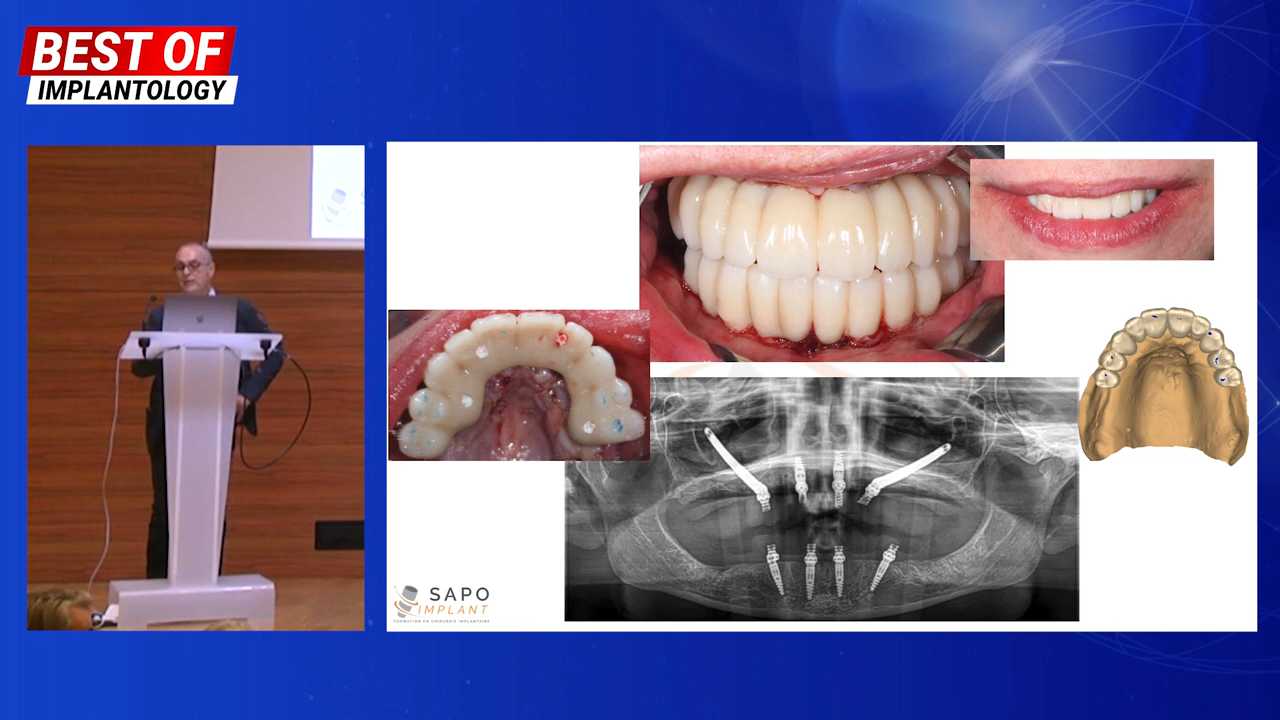 BEST OF
IMPLANTOLOGY
SAPO
IMPLANT
FORMATION EN CHIRURGIE IMPLANTAIRE